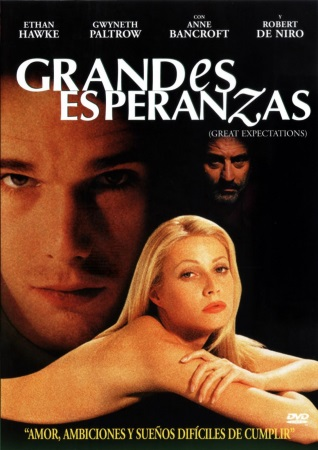 ETHAN HAWKE
GWYNETH PALTROW
CON ANNE BANCROFT
Y ROBERT DE NIRO
GRANDES
ESPERANZAS
(GREAT EXPECTATIONS)
DVD
"AMOR, AMBICIONES Y SUEÑOS DIFÍCILES DE CUMPLIR"